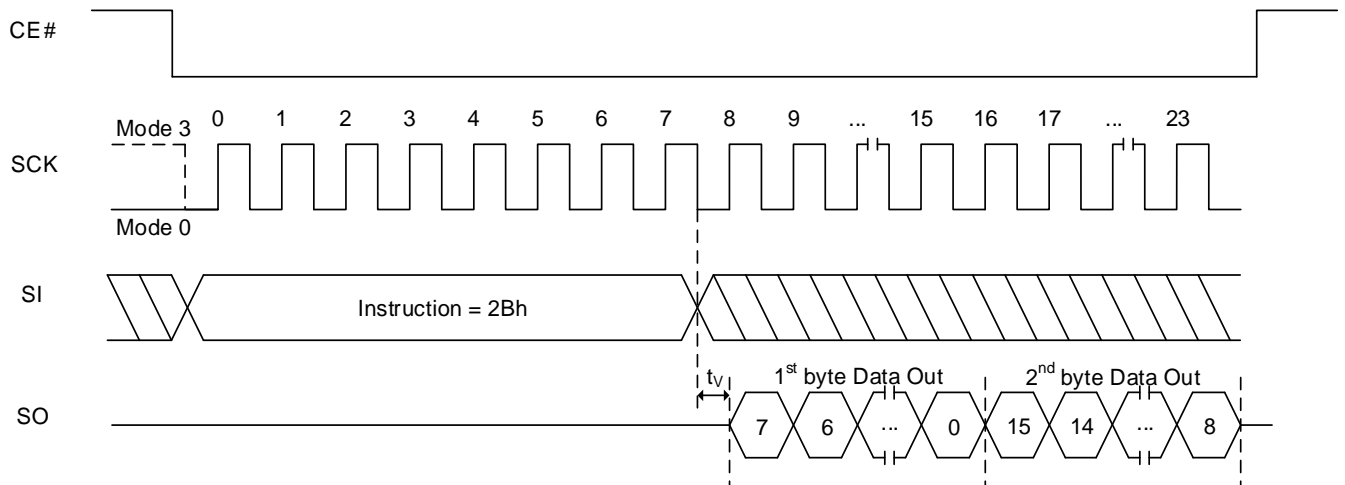 CE#
Mode 3 0 1 2 3 4 5 6 7 8 9 ... 15 16 17 ... 23
SCK
Mode 0
SI
Instruction = 2Bh
tV 1st byte Data Out 2nd byte Data Out
SO
7 6 ... 0 15 14 ... 8